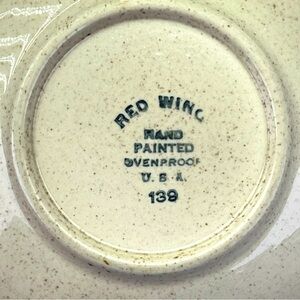 RED WING
HAND
PAINTED
OVENPROOF
U.S.A.
139